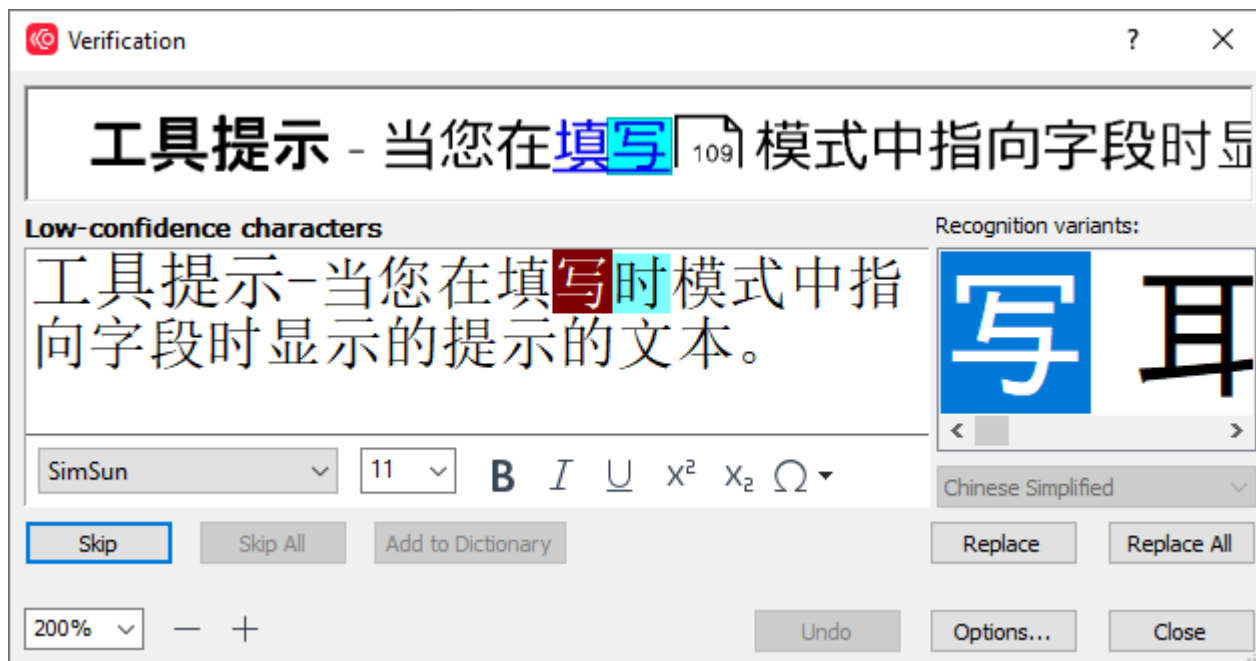 Verification
工具提示 - 当您在填写 109 模式中指向字段时显
Low-confidence characters
Recognition variants:
工具提示-当您在填写时模式中指
向字段时显示的提示的文本。
写 耳
SimSun 11 B I U X² X₂ Ω
Chinese Simplified
Skip Skip All Add to Dictionary Replace Replace All
200% Undo Options... Close